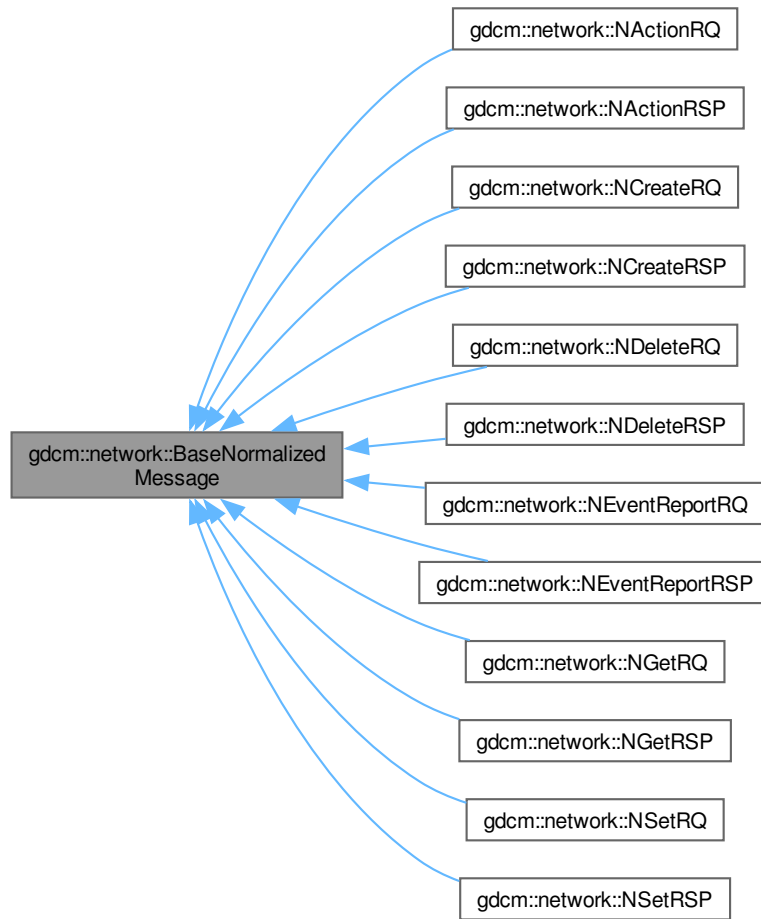 gdcm::network::NActionRQ
gdcm::network::NActionRSP
gdcm::network::NCreateRQ
gdcm::network::NCreateRSP
gdcm::network::NDeleteRQ
gdcm::network::NDeleteRSP
gdcm::network::BaseNormalized
Message
gdcm::network::NEventReportRQ
gdcm::network::NEventReportRSP
gdcm::network::NGetRQ
gdcm::network::NGetRSP
gdcm::network::NSetRQ
gdcm::network::NSetRSP